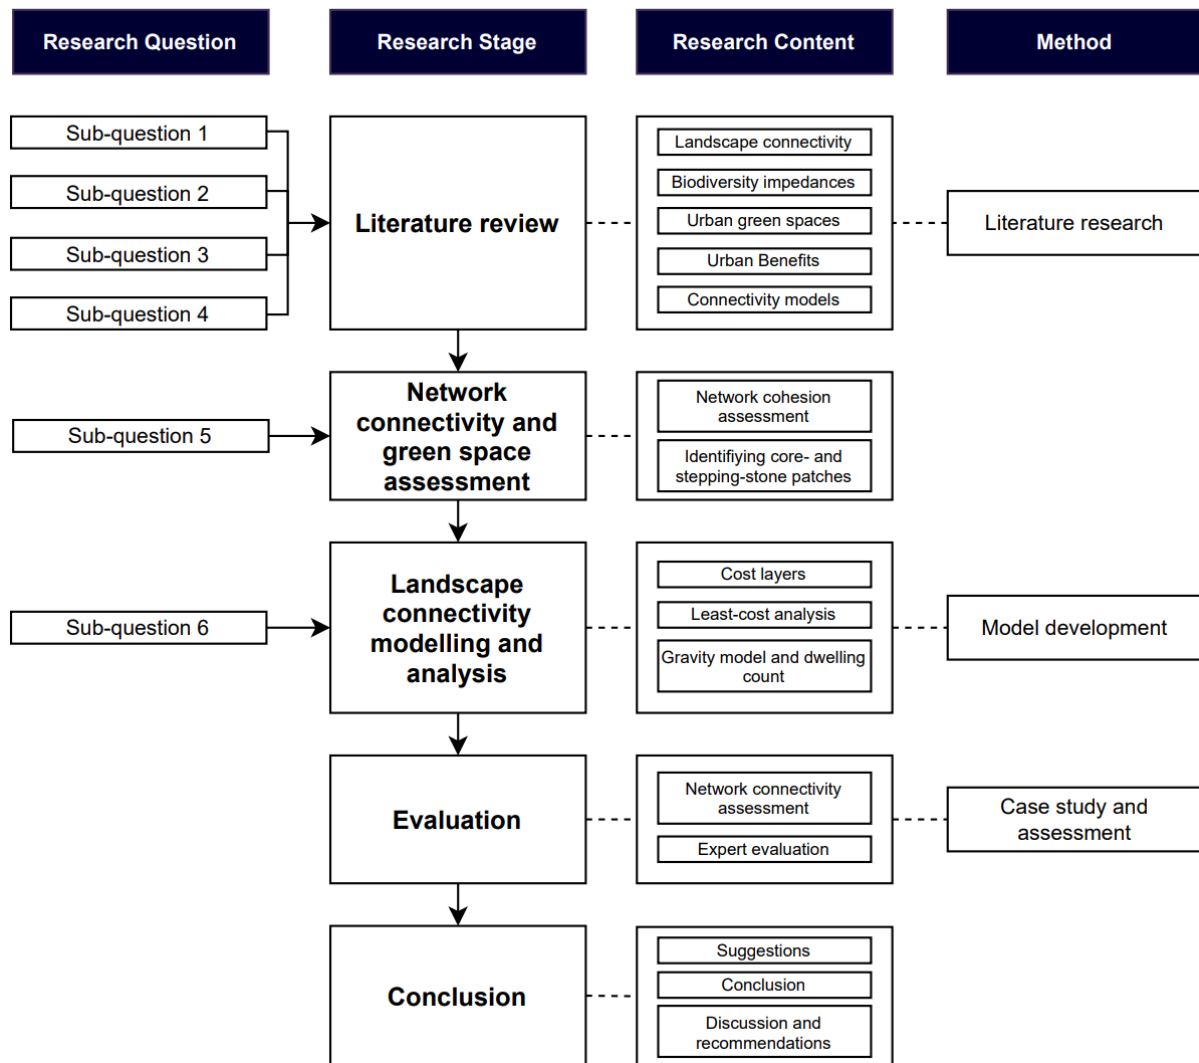 Research Question
Research Stage
Research Content
Method
Sub-question 1
Sub-question 2
Sub-question 3
Sub-question 4
Literature review
Landscape connectivity
Biodiversity impedances
Urban green spaces
Urban Benefits
Connectivity models
Literature research
Sub-question 5
Network
connectivity and
green space
assessment
Network cohesion
assessment
Identifiying core- and
stepping-stone patches
Sub-question 6
Landscape
connectivity
modelling and
analysis
Cost layers
Least-cost analysis
Gravity model and dwelling
count
Model development
Evaluation
Network connectivity
assessment
Expert evaluation
Case study and
assessment
Conclusion
Suggestions
Conclusion
Discussion and
recommendations